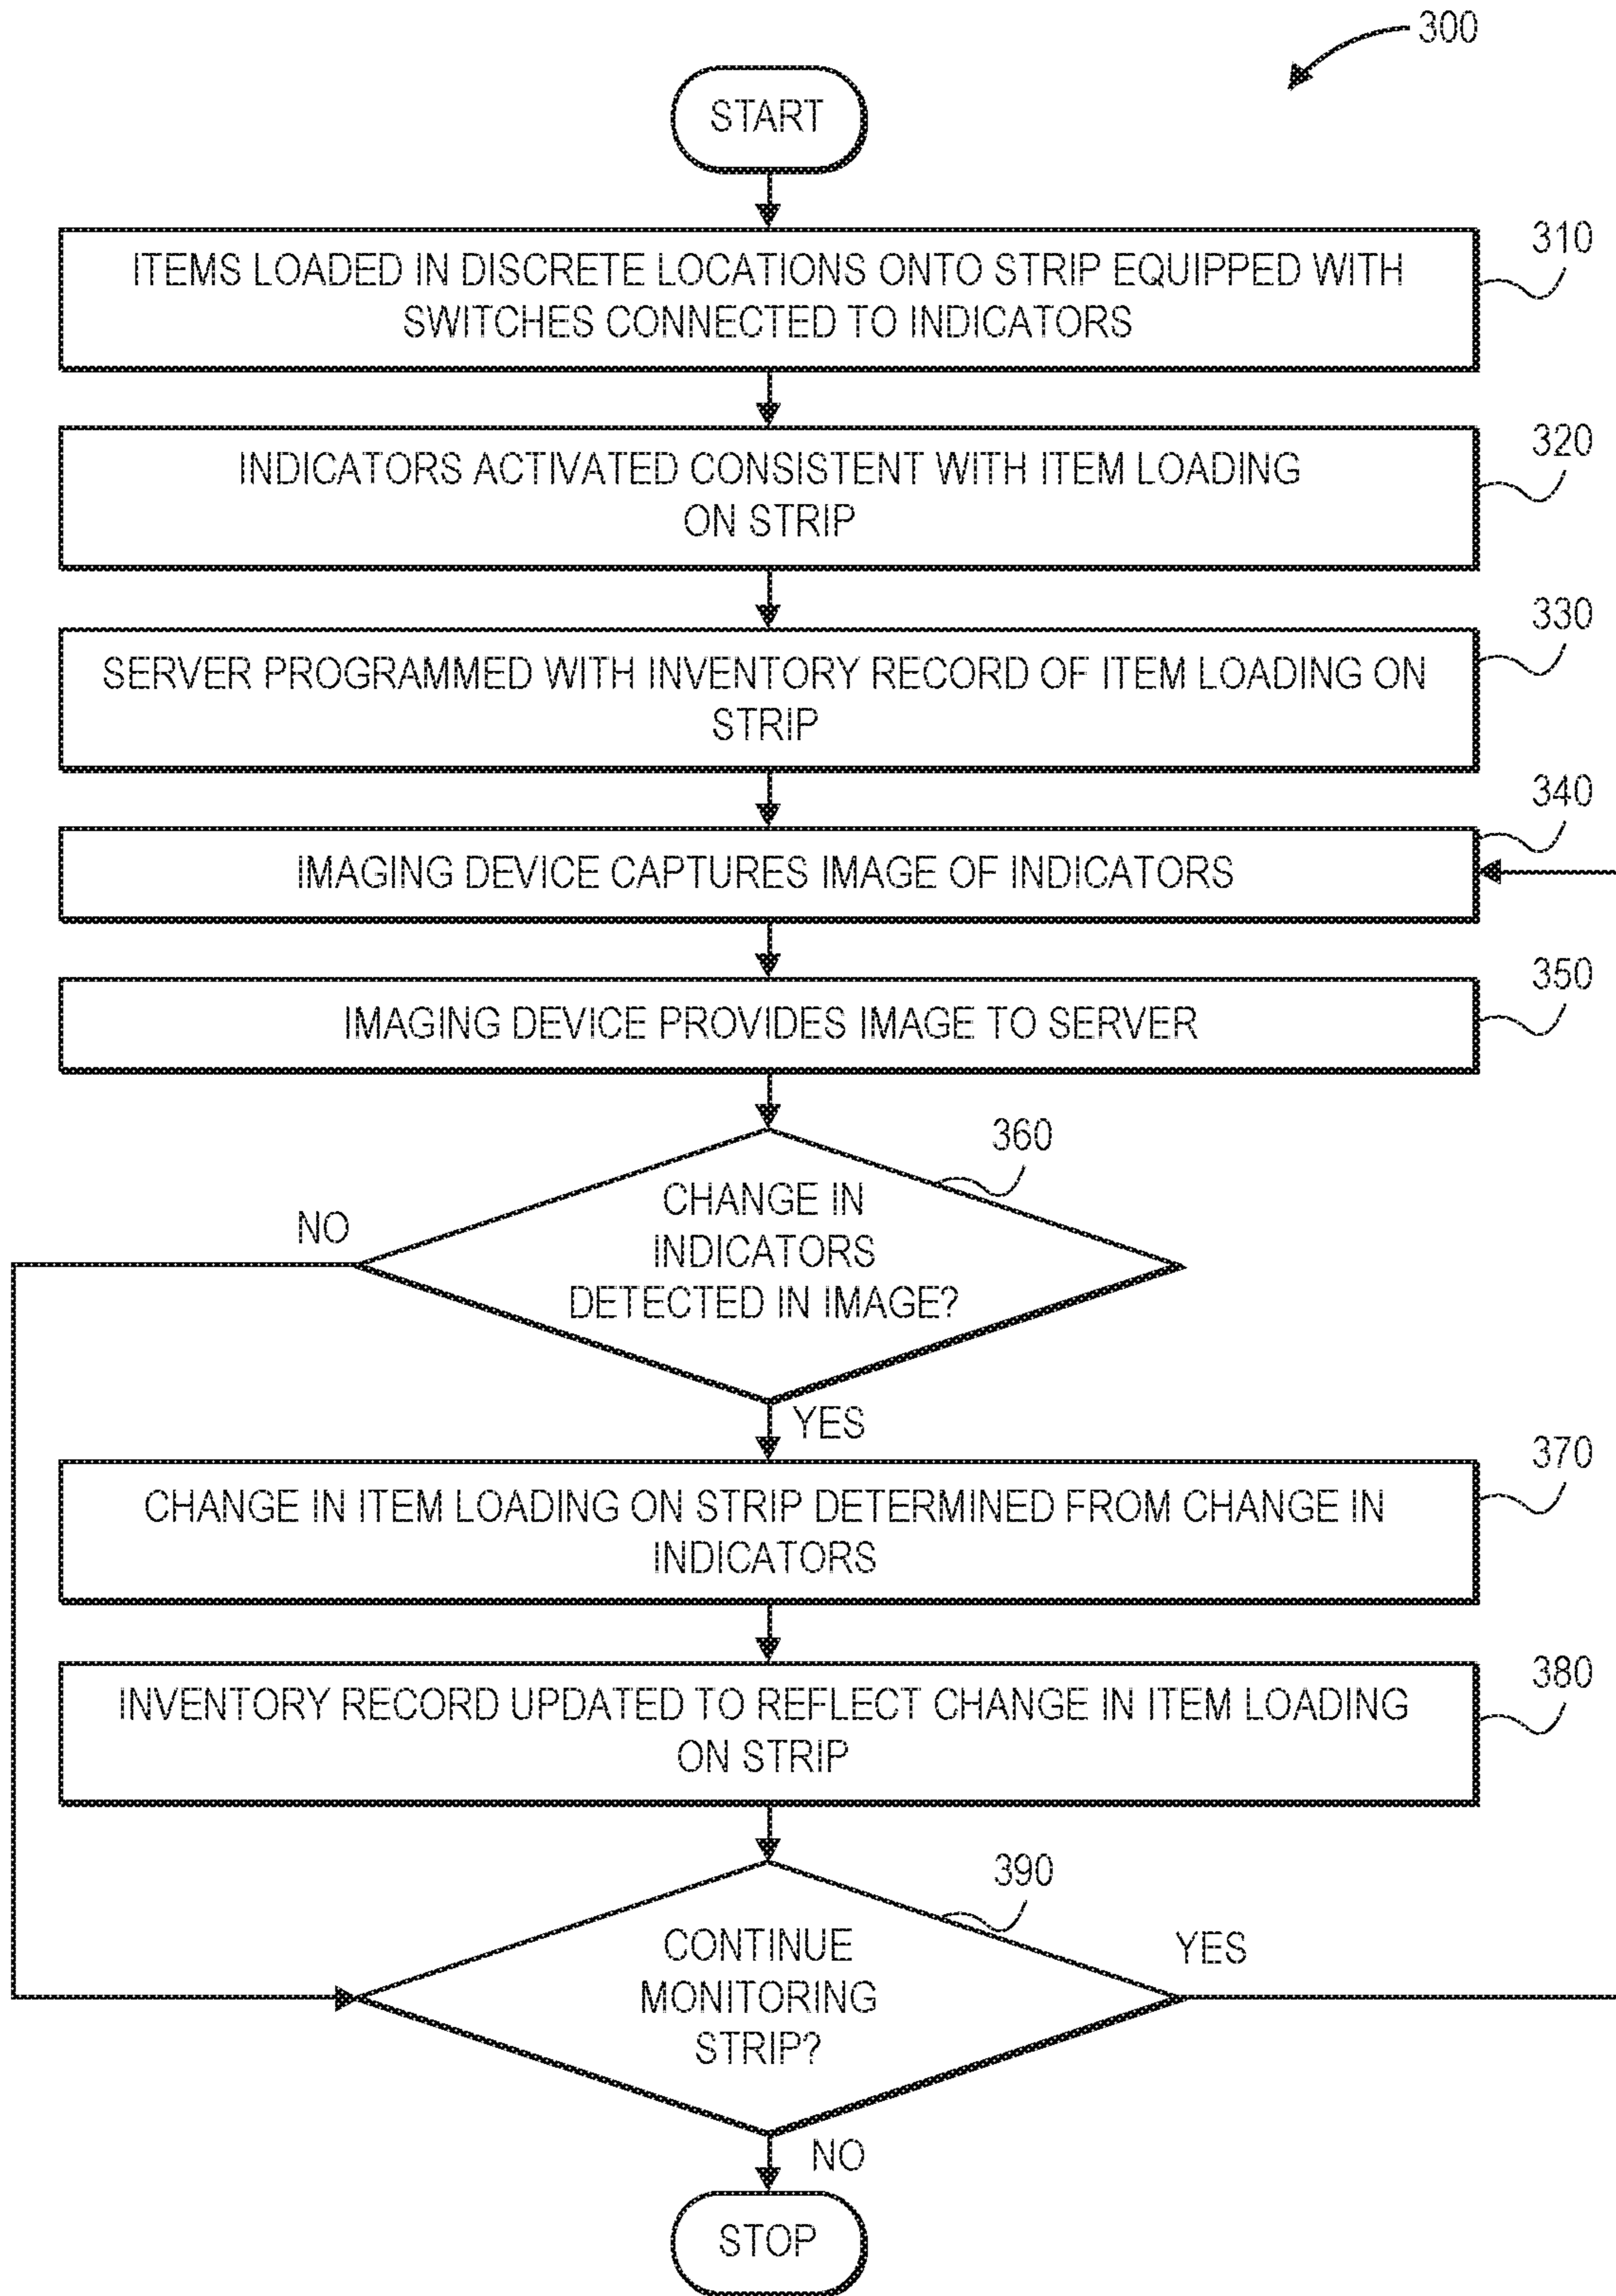 300
START
310
ITEMS LOADED IN DISCRETE LOCATIONS ONTO STRIP EQUIPPED WITH
SWITCHES CONNECTED TO INDICATORS
320
INDICATORS ACTIVATED CONSISTENT WITH ITEM LOADING
ON STRIP
330
SERVER PROGRAMMED WITH INVENTORY RECORD OF ITEM LOADING ON
STRIP
340
IMAGING DEVICE CAPTURES IMAGE OF INDICATORS
350
IMAGING DEVICE PROVIDES IMAGE TO SERVER
360
CHANGE IN
INDICATORS
DETECTED IN IMAGE?
NO
YES
370
CHANGE IN ITEM LOADING ON STRIP DETERMINED FROM CHANGE IN
INDICATORS
380
INVENTORY RECORD UPDATED TO REFLECT CHANGE IN ITEM LOADING
ON STRIP
390
CONTINUE
MONITORING
STRIP?
YES
NO
STOP